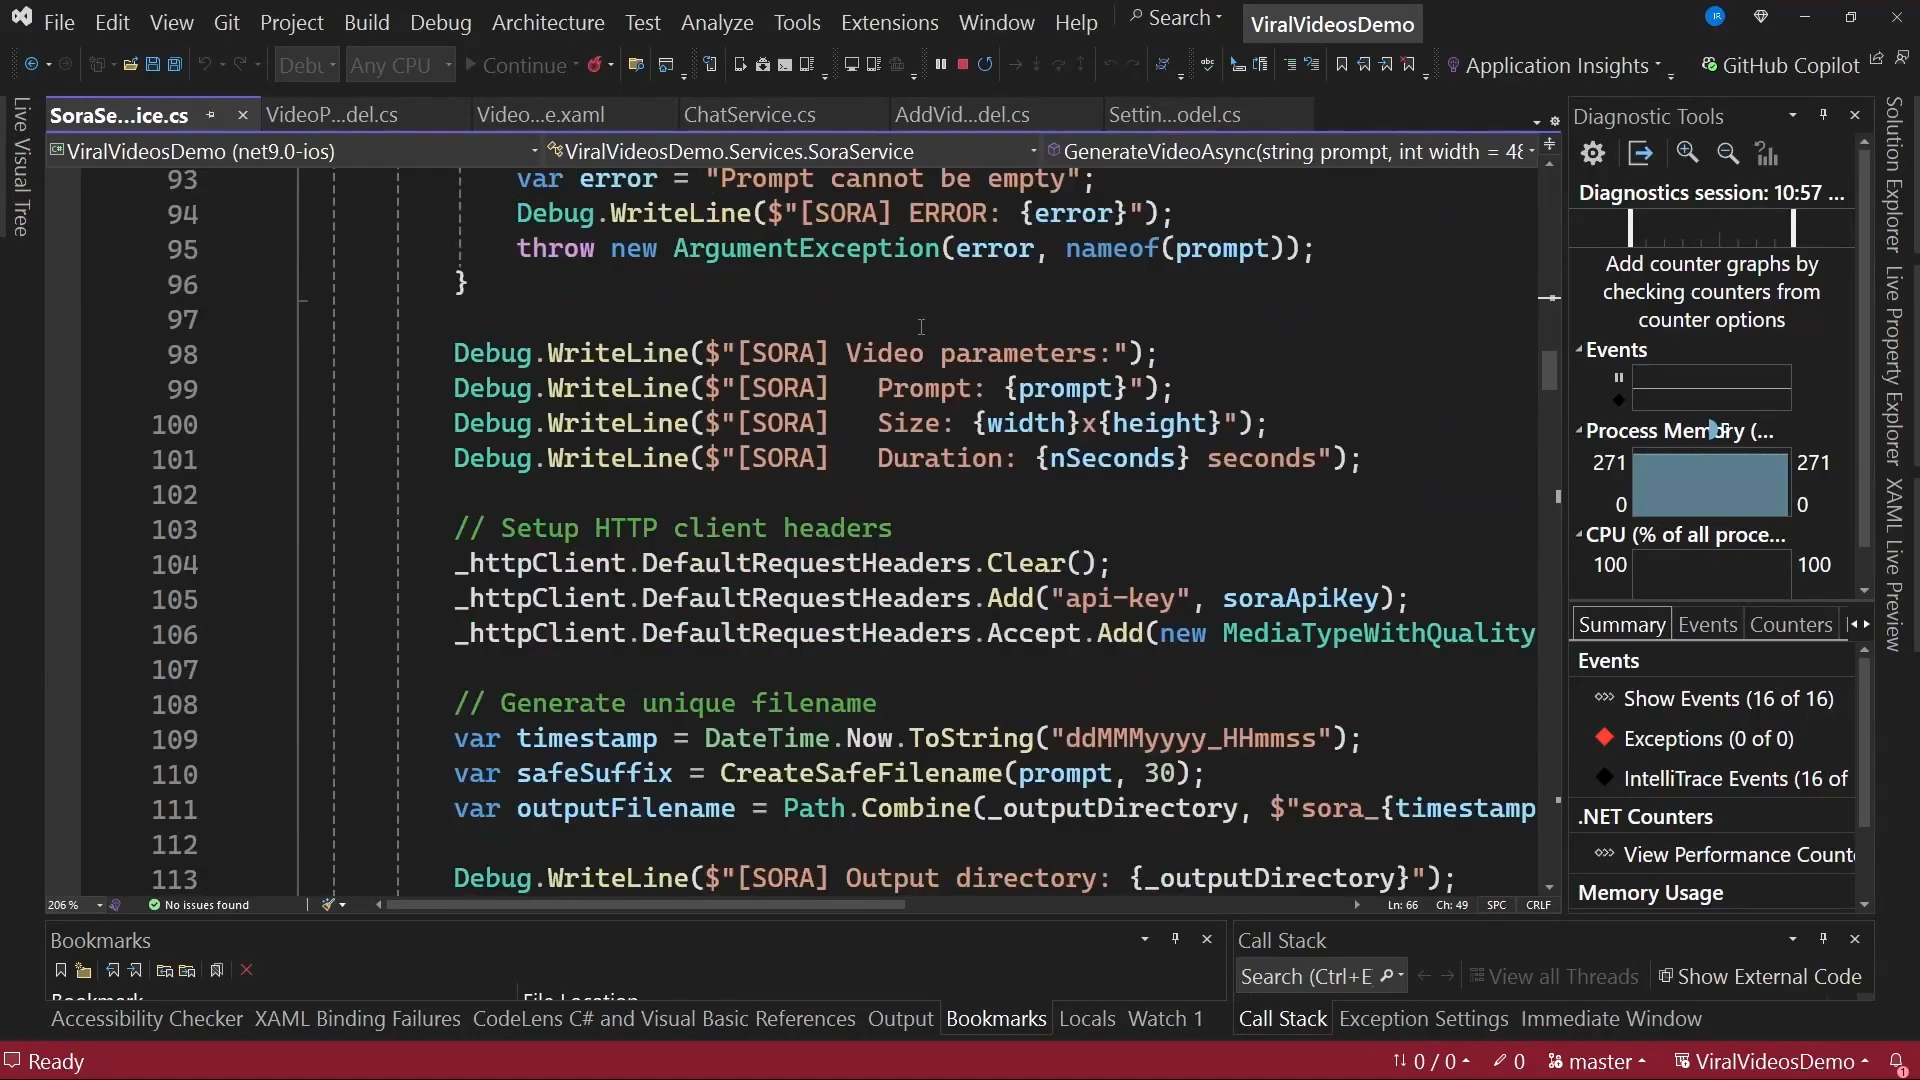 File Edit View Git Project Build Debug Architecture Test Analyze Tools Extensions Window Help Search ViralVideosDemo IR
Debu Any CPU Continue Application Insights GitHub Copilot
SoraSe...ice.cs VideoP...del.cs Video...e.xaml ChatService.cs AddVid...del.cs Settin...odel.cs
ViralVideosDemo (net9.0-ios) ViralVideosDemo.Services.SoraService GenerateVideoAsync(string prompt, int width = 48
93 var error = "Prompt cannot be empty";
94 Debug.WriteLine($"[SORA] ERROR: {error}");
95 throw new ArgumentException(error, nameof(prompt));
96 }
97
98 Debug.WriteLine($"[SORA] Video parameters:");
99 Debug.WriteLine($"[SORA]   Prompt: {prompt}");
100 Debug.WriteLine($"[SORA]   Size: {width}x{height}");
101 Debug.WriteLine($"[SORA]   Duration: {nSeconds} seconds");
102
103 // Setup HTTP client headers
104 _httpClient.DefaultRequestHeaders.Clear();
105 _httpClient.DefaultRequestHeaders.Add("api-key", soraApiKey);
106 _httpClient.DefaultRequestHeaders.Accept.Add(new MediaTypeWithQuality
107
108 // Generate unique filename
109 var timestamp = DateTime.Now.ToString("ddMMMyyyy_HHmmss");
110 var safeSuffix = CreateSafeFilename(prompt, 30);
111 var outputFilename = Path.Combine(_outputDirectory, $"sora_{timestamp
112
113 Debug.WriteLine($"[SORA] Output directory: {_outputDirectory}");
206 % No issues found Ln: 66 Ch: 49 SPC CRLF
Live Visual Tree
Diagnostic Tools
Diagnostics session: 10:57 ...
Add counter graphs by
checking counters from
counter options
Events
Process Memory (...
271 271
0 0
CPU (% of all proce...
100 100
Summary Events Counters
Events
Show Events (16 of 16)
Exceptions (0 of 0)
IntelliTrace Events (16 of
.NET Counters
View Performance Count
Memory Usage
Solution Explorer
Live Property Explorer
XAML Live Preview
Bookmarks
Bookmark File Location
Call Stack
Search (Ctrl+E View all Threads Show External Code
Accessibility Checker XAML Binding Failures CodeLens C# and Visual Basic References Output Bookmarks Locals Watch 1
Call Stack Exception Settings Immediate Window
Ready 0 / 0 0 master ViralVideosDemo 1